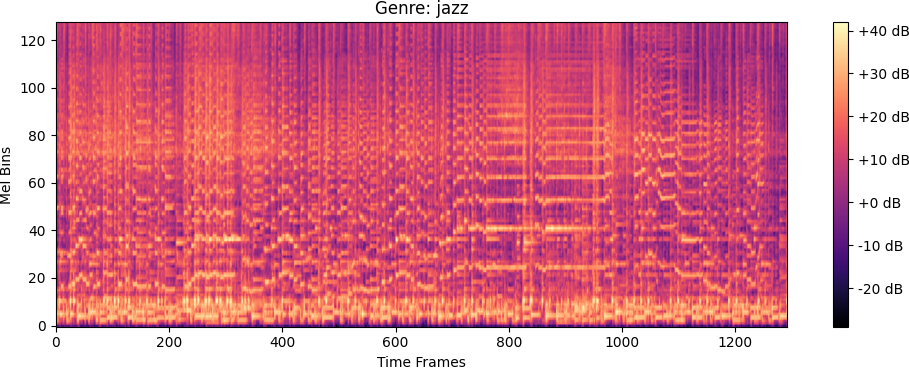 Genre: jazz
120
100
80
60
40
20
0
Mel Bins
0
200
400
600
800
1000
1200
Time Frames
+40 dB
+30 dB
+20 dB
+10 dB
+0 dB
-10 dB
-20 dB